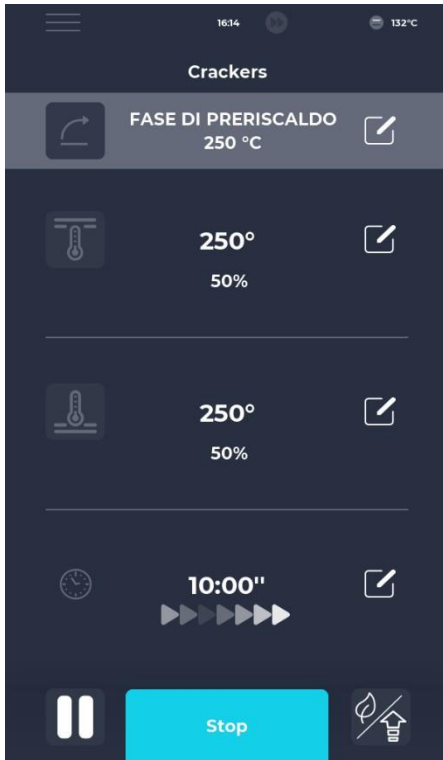 16:14
132°C
Crackers
FASE DI PRERISCALDO
250 °C
250°
50%
250°
50%
10:00''
Stop